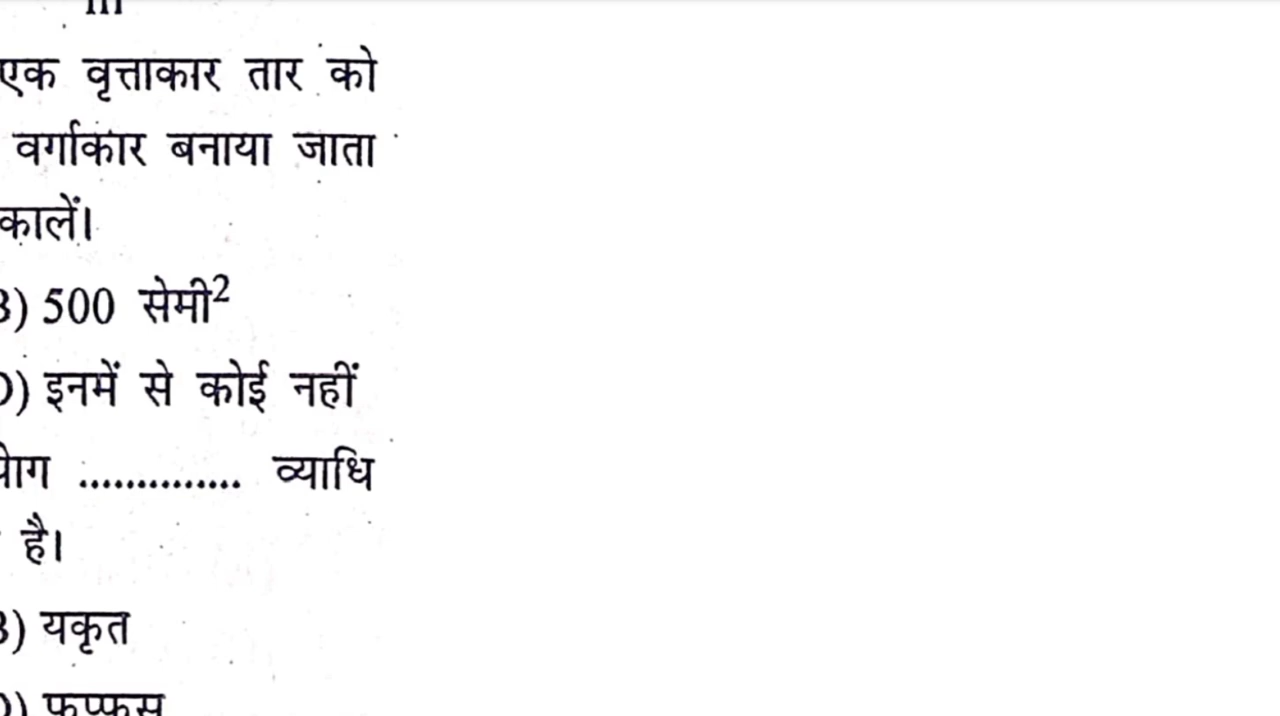 एक वृत्ताकार तार को
वर्गाकार बनाया जाता
कालें।
B) 500 सेमी²
D) इनमें से कोई नहीं
.............. व्याधि
है।
B) यकृत
D) फुप्फुस